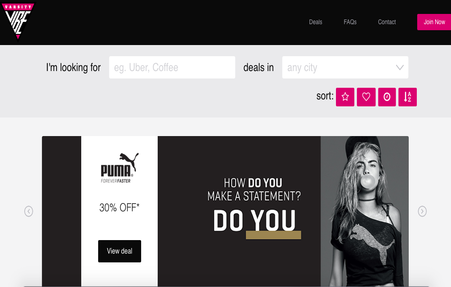 VARSITY
VIBE
Deals
FAQs
Contact
Join Now
I'm looking for
eg. Uber, Coffee
deals in
any city
sort:
PUMA
FOREVER FASTER
30% OFF*
View deal
HOW DO YOU
MAKE A STATEMENT?
DO YOU